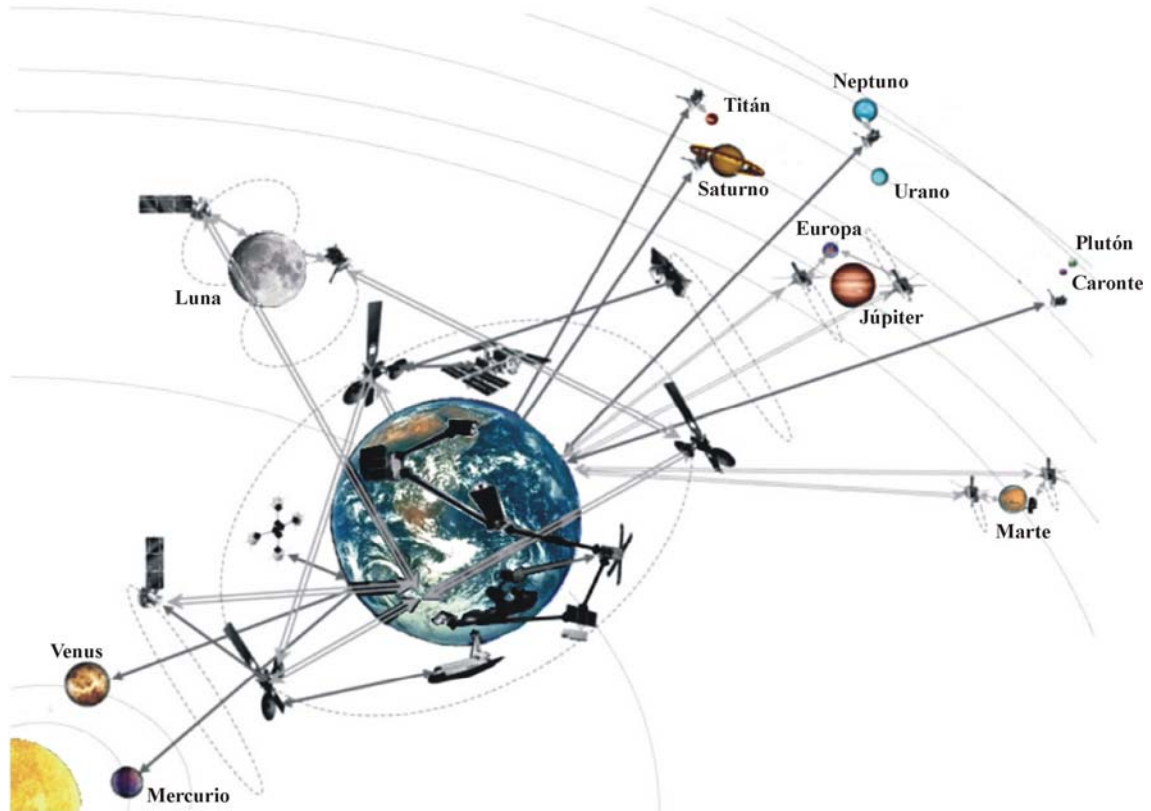 Neptuno
Titán
Urano
Saturno
Europa
Plutón
Caronte
Luna
Júpiter
Marte
Venus
Mercurio